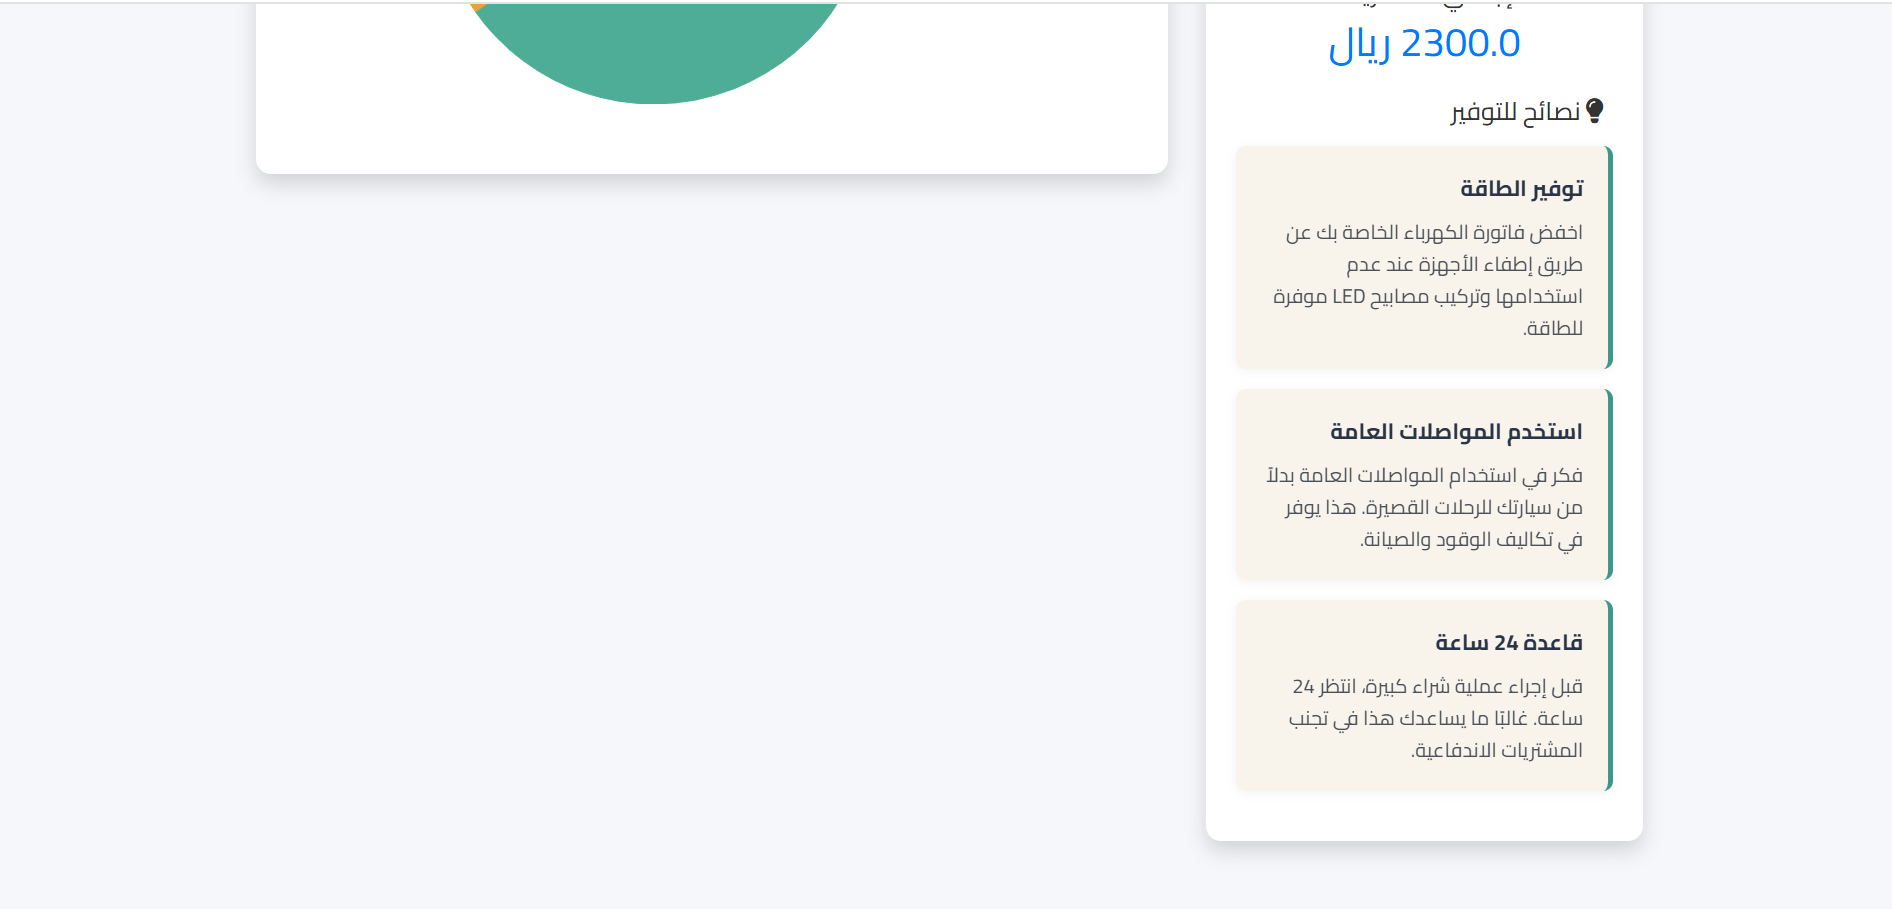 2300.0 ريال
نصائح للتوفير
توفير الطاقة
اخفض فاتورة الكهرباء الخاصة بك عن
طريق إطفاء الأجهزة عند عدم
استخدامها وتركيب مصابيح LED موفرة
للطاقة.
استخدم المواصلات العامة
فكر في استخدام المواصلات العامة بدلاً
من سيارتك للرحلات القصيرة. هذا يوفر
في تكاليف الوقود والصيانة.
قاعدة 24 ساعة
قبل إجراء عملية شراء كبيرة، انتظر 24
ساعة. غالبًا ما يساعدك هذا في تجنب
المشتريات الاندفاعية.